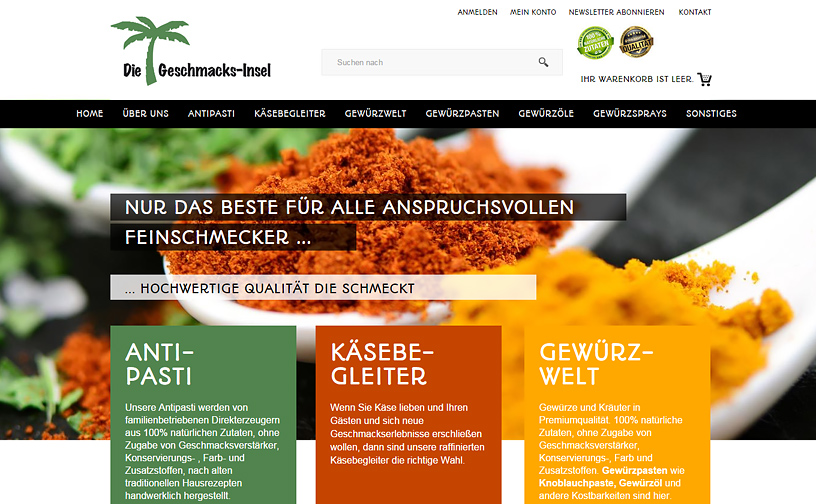 ANMELDEN MEIN KONTO NEWSLETTER ABONNIEREN KONTAKT
Die Geschmacks-Insel
Suchen nach
100%
ZUTATEN
QUALITÄT
IHR WARENKORB IST LEER.
HOME ÜBER UNS ANTIPASTI KÄSEBEGLEITER GEWÜRZWELT GEWÜRZPASTEN GEWÜRZÖLE GEWÜRZSPRAYS SONSTIGES
NUR DAS BESTE FÜR ALLE ANSPRUCHSVOLLEN
FEINSCHMECKER ...
... HOCHWERTIGE QUALITÄT DIE SCHMECKT
ANTI-
PASTI
Unsere Antipasti werden von
familienbetriebenen Direkterzeugern
aus 100% natürlichen Zutaten, ohne
Zugabe von Geschmacksverstärker,
Konservierungs- , Farb- und
Zusatzstoffen, nach alten
traditionellen Hausrezepten
handwerklich hergestellt.
KÄSEBE-
GLEITER
Wenn Sie Käse lieben und Ihren
Gästen und sich neue
Geschmackserlebnisse erschließen
wollen, dann sind unsere raffinierten
Käsebegleiter die richtige Wahl.
GEWÜRZ-
WELT
Gewürze und Kräuter in
Premiumqualität. 100% natürliche
Zutaten, ohne Zugabe von
Geschmacksverstärker,
Konservierungs-, Farb und
Zusatzstoffen. Gewürzpasten wie
Knoblauchpaste, Gewürzöl und
andere Kostbarkeiten sind hier.